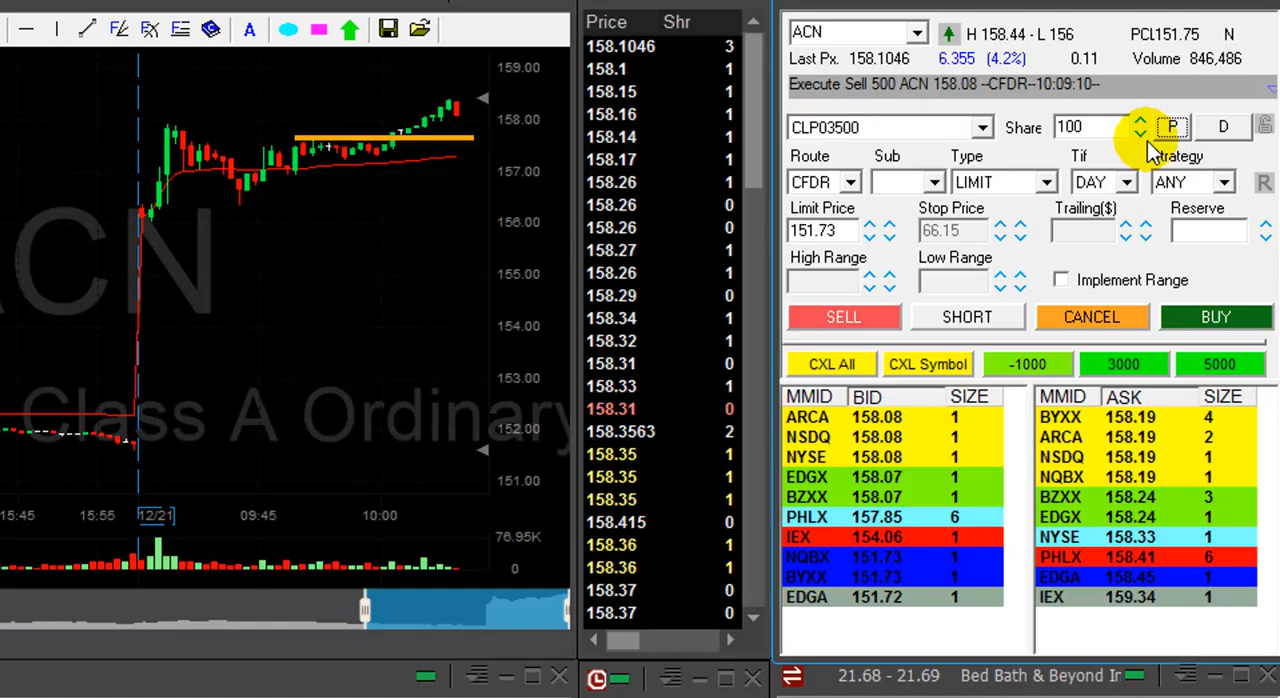 A
159.00
158.00
157.00
156.00
155.00
154.00
153.00
152.00
151.00
ACN
Class A Ordinary
15:45 15:55 12/21 09:45 10:00
76.95K
0
Price Shr
158.1046 3
158.1 1
158.15 1
158.16 1
158.14 1
158.17 1
158.26 1
158.26 0
158.26 0
158.27 1
158.26 1
158.29 0
158.34 1
158.32 1
158.31 0
158.33 1
158.31 0
158.3563 2
158.35 1
158.35 1
158.35 1
158.415 0
158.36 1
158.36 1
158.37 0
158.37 0
ACN H 158.44 - L 156 PCL151.75 N
Last Px. 158.1046 6.355 (4.2%) 0.11 Volume 846,486
Execute Sell 500 ACN 158.08 --CFDR--10:09:10--
CLP03500 Share 100 P D
Route Sub Type Tif Strategy
CFDR LIMIT DAY ANY R
Limit Price Stop Price Trailing($) Reserve
151.73 66.15
High Range Low Range
Implement Range
SELL SHORT CANCEL BUY
CXL All CXL Symbol -1000 3000 5000
MMID BID SIZE MMID ASK SIZE
ARCA 158.08 1 BYXX 158.19 4
NSDQ 158.08 1 ARCA 158.19 2
NYSE 158.08 1 NSDQ 158.19 1
EDGX 158.07 1 NQBX 158.19 1
BZXX 158.07 1 BZXX 158.24 3
PHLX 157.85 6 EDGX 158.24 1
IEX 154.06 1 NYSE 158.33 1
NQBX 151.73 1 PHLX 158.41 6
BYXX 151.73 1 EDGA 158.45 1
EDGA 151.72 1 IEX 159.34 1
21.68 - 21.69 Bed Bath & Beyond In